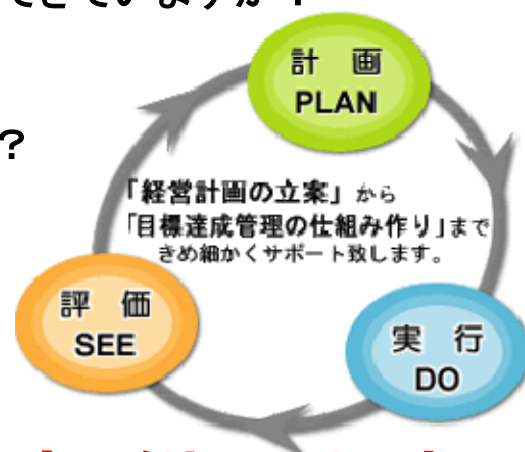 計 画
PLAN
?
「経営計画の立案」から
「目標達成管理の仕組み作り」まで
きめ細かくサポート致します。
評 価
SEE
実 行
DO